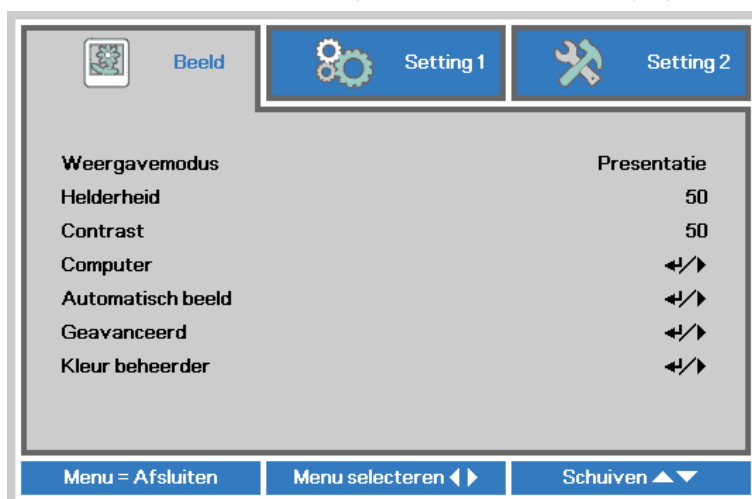 Beeld Setting 1 Setting 2
Weergavemodus Presentatie
Helderheid 50
Contrast 50
Computer ↵/▶
Automatisch beeld ↵/▶
Geavanceerd ↵/▶
Kleur beheerder ↵/▶
Menu = Afsluiten Menu selecteren ◀▶ Schuiven ▲▼